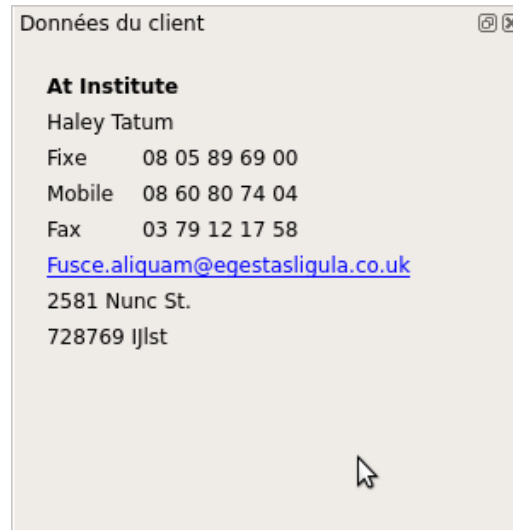 Données du client
At Institute
Haley Tatum
Fixe 08 05 89 69 00
Mobile 08 60 80 74 04
Fax 03 79 12 17 58
Fusce.aliquam@egestasligula.co.uk
2581 Nunc St.
728769 IJlst